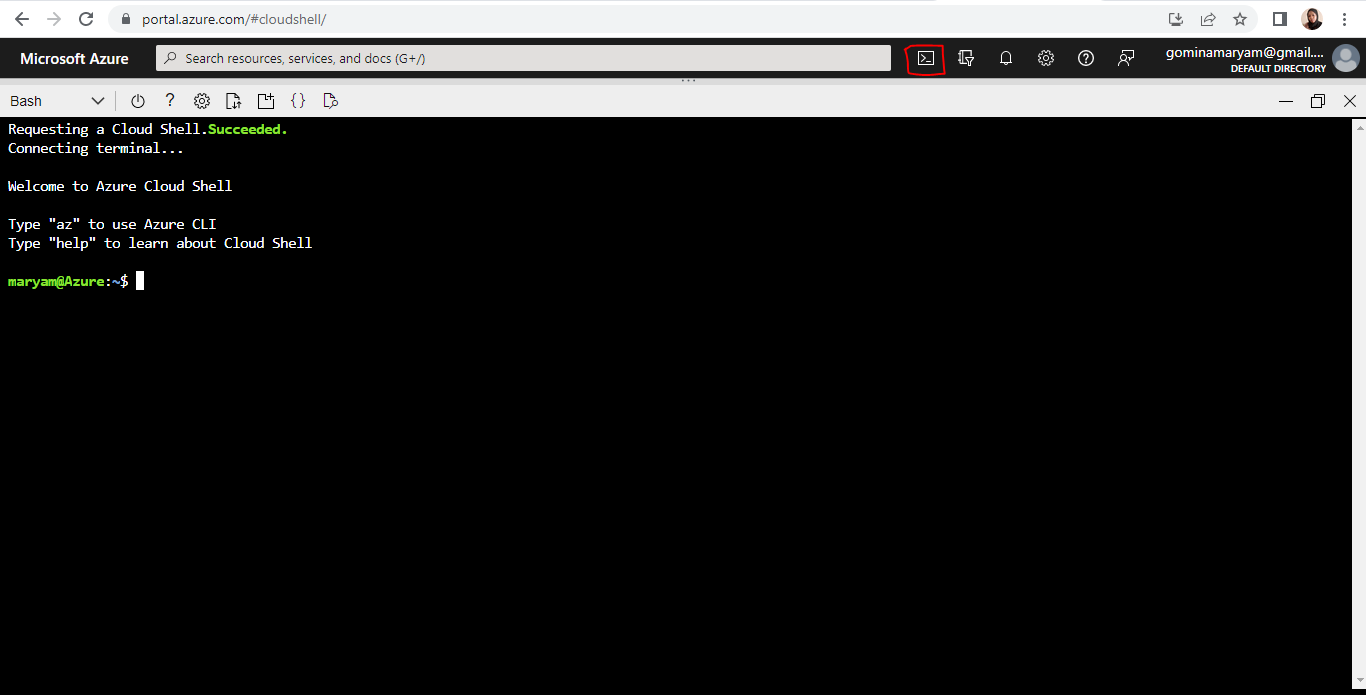 portal.azure.com/#cloudshell/
Microsoft Azure
Search resources, services, and docs (G+/)
gominamaryam@gmail....
DEFAULT DIRECTORY
Bash
Requesting a Cloud Shell.Succeeded.
Connecting terminal...
Welcome to Azure Cloud Shell
Type "az" to use Azure CLI
Type "help" to learn about Cloud Shell
maryam@Azure:~$